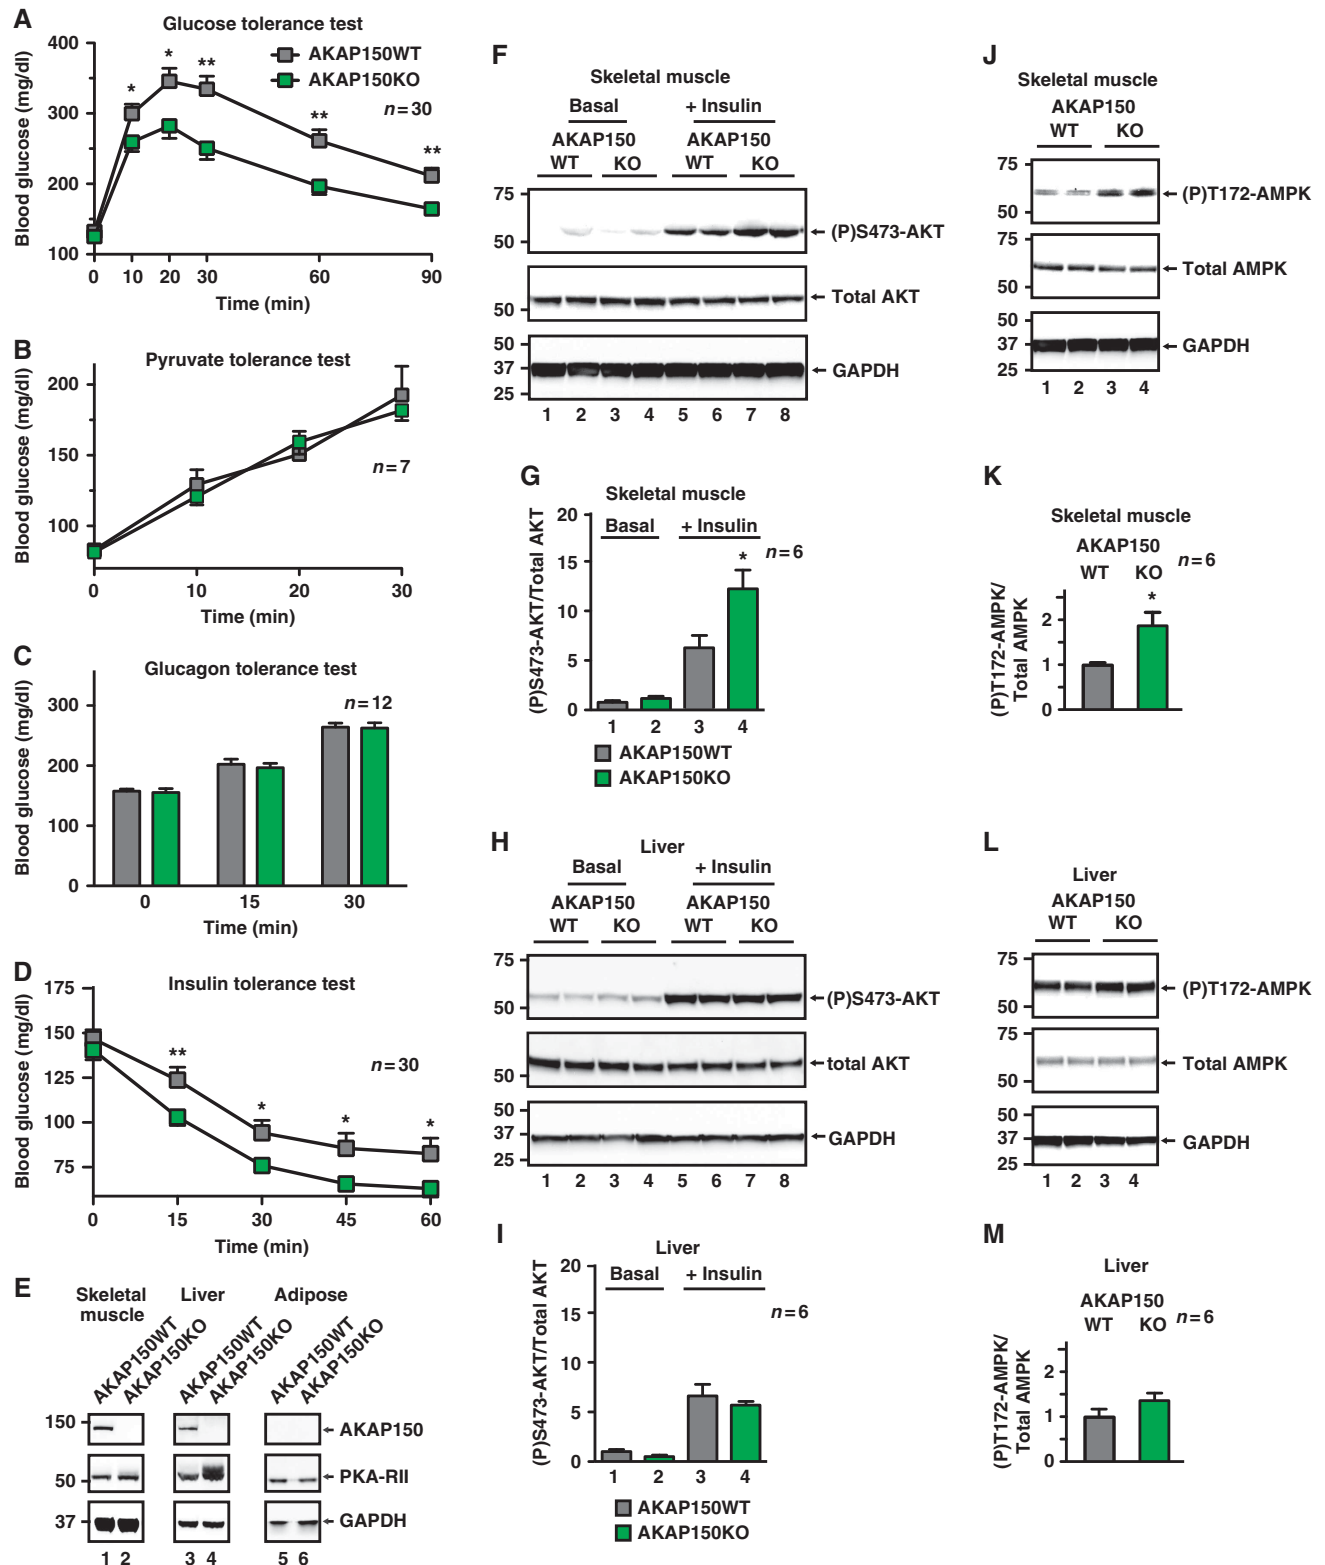 A
Glucose tolerance test
Blood glucose (mg/dl)
400
300
200
100
AKAP150WT
AKAP150KO
n=30
*
*
**
**
**
0 10 20 30 60 90
Time (min)
B
Pyruvate tolerance test
Blood glucose (mg/dl)
200
150
100
n=7
0 10 20 30
Time (min)
C
Glucagon tolerance test
Blood glucose (mg/dl)
300
200
100
0
n=12
0 15 30
Time (min)
D
Insulin tolerance test
Blood glucose (mg/dl)
175
150
125
100
75
n=30
**
*
*
*
0 15 30 45 60
Time (min)
E
Skeletal muscle
Liver
Adipose
AKAP150WT
AKAP150KO
AKAP150WT
AKAP150KO
AKAP150WT
AKAP150KO
150
AKAP150
50
PKA-RII
37
GAPDH
1 2 3 4 5 6
F
Skeletal muscle
Basal + Insulin
AKAP150 AKAP150
WT KO WT KO
75
50
(P)S473-AKT
50
Total AKT
50
37
25
GAPDH
1 2 3 4 5 6 7 8
G
Skeletal muscle
(P)S473-AKT/Total AKT
20
15
10
5
0
Basal + Insulin
n=6
*
1 2 3 4
AKAP150WT
AKAP150KO
H
Liver
Basal + Insulin
AKAP150 AKAP150
WT KO WT KO
75
50
(P)S473-AKT
50
total AKT
50
37
25
GAPDH
1 2 3 4 5 6 7 8
I
Liver
(P)S473-AKT/Total AKT
20
15
10
5
0
Basal + Insulin
n=6
1 2 3 4
AKAP150WT
AKAP150KO
J
Skeletal muscle
AKAP150
WT KO
75
50
(P)T172-AMPK
75
50
Total AMPK
50
37
25
GAPDH
1 2 3 4
K
Skeletal muscle
AKAP150
WT KO
n=6
*
(P)T172-AMPK/
Total AMPK
2
1
0
L
Liver
AKAP150
WT KO
75
50
(P)T172-AMPK
75
50
Total AMPK
50
37
25
GAPDH
1 2 3 4
M
Liver
AKAP150
WT KO
n=6
(P)T172-AMPK/
Total AMPK
2
1
0